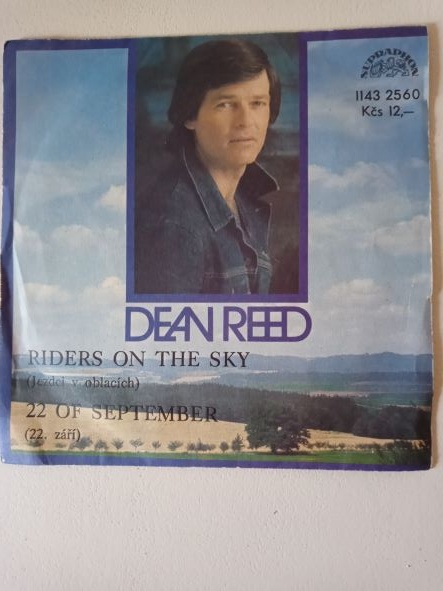 SUPRAPHON
1143 2560
Kčs 12,—
DEAN REED
RIDERS ON THE SKY
(Jezdci v oblacích)
22 OF SEPTEMBER
(22. září)